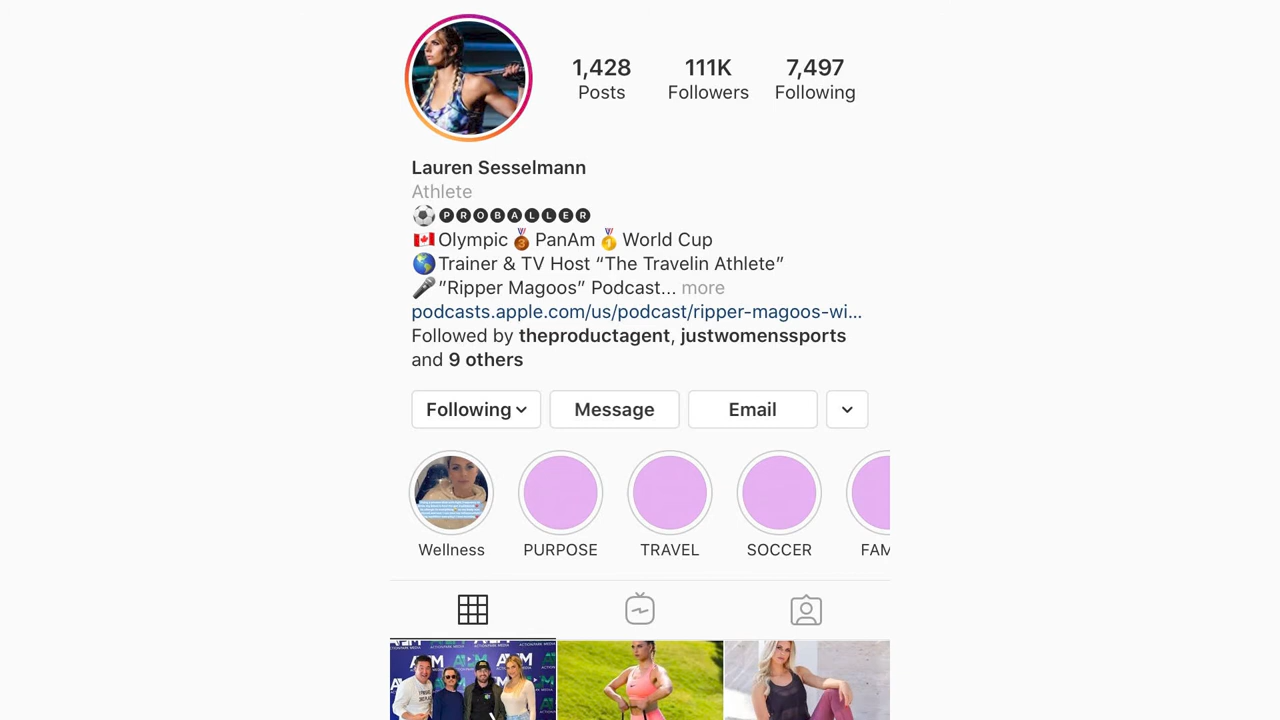 1,428 111K 7,497
Posts Followers Following
Lauren Sesselmann
Athlete
⚽🅟🅡🅞🅑🅐🅛🅛🅔🅡
🇨🇦Olympic🥉PanAm🥇World Cup
🌎Trainer & TV Host “The Travelin Athlete”
🎤”Ripper Magoos” Podcast... more
podcasts.apple.com/us/podcast/ripper-magoos-wi...
Followed by theproductagent, justwomenssports
and 9 others
Following Message Email
Wellness PURPOSE TRAVEL SOCCER FAM
ACTIONPARK MEDIA